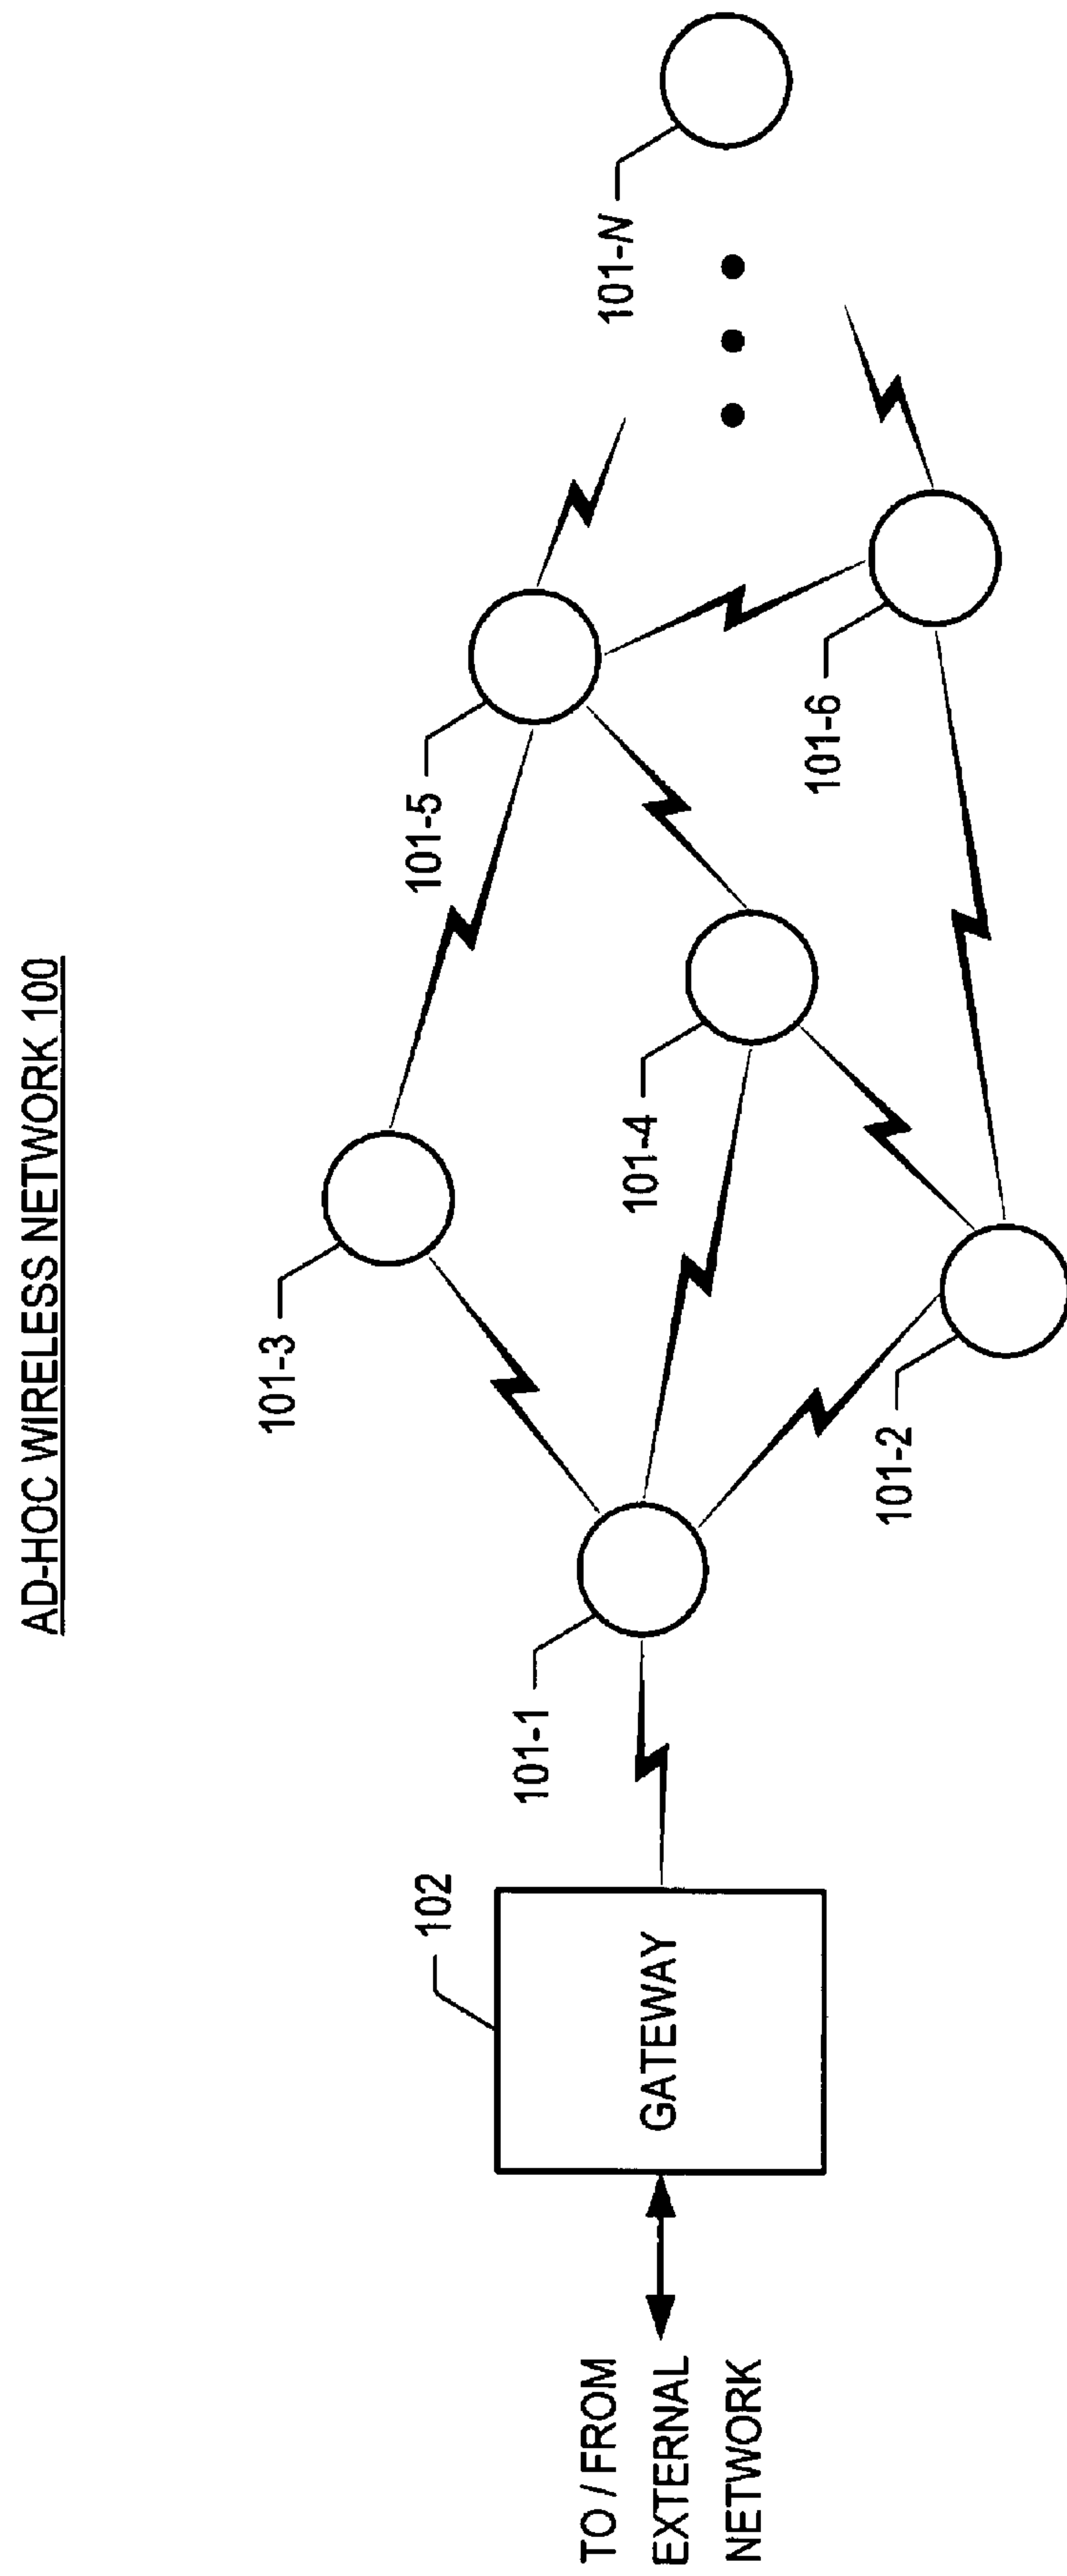 AD-HOC WIRELESS NETWORK 100
101-3
101-5
102
101-1
101-N
101-4
TO / FROM
EXTERNAL
NETWORK
GATEWAY
101-6
101-2